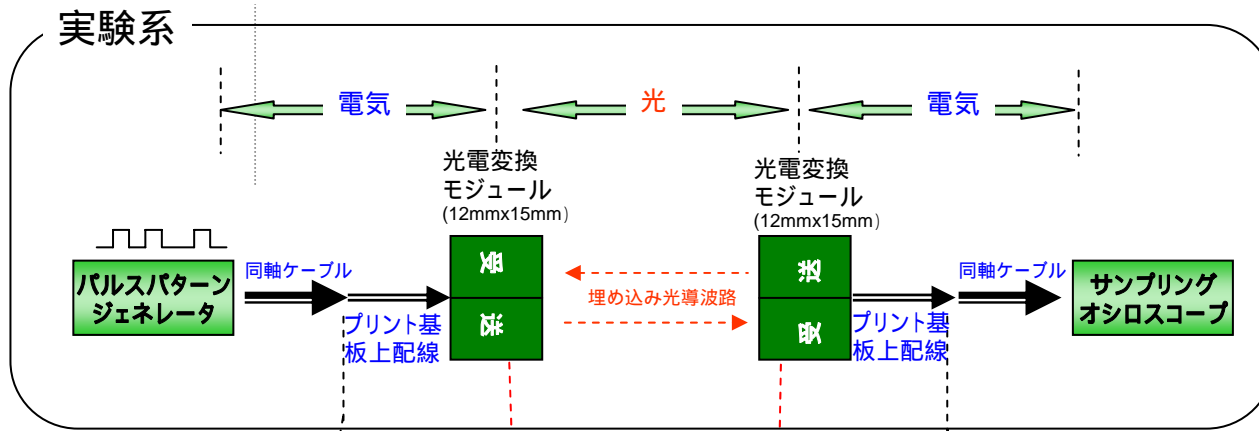 実験系
電気
光
電気
光電変換
モジュール
(12mmx15mm)
光電変換
モジュール
(12mmx15mm)
パルスパターン
ジェネレータ
同軸ケーブル
プリント基
板上配線
受
送
埋め込み光導波路
送
受
プリント基
板上配線
同軸ケーブル
サンプリング
オシロスコープ